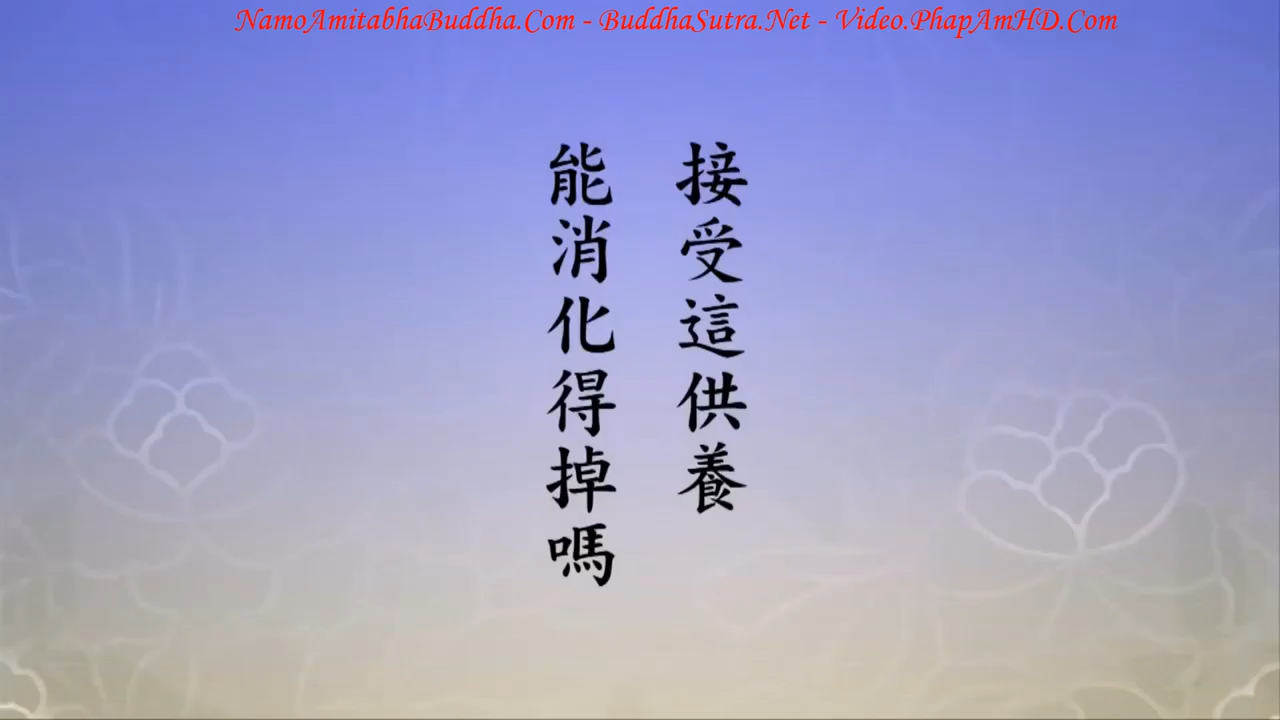 NamoAmitabhaBuddha.Com - BuddhaSutra.Net - Video.PhapAmHD.Com
接受這供養
能消化得掉嗎